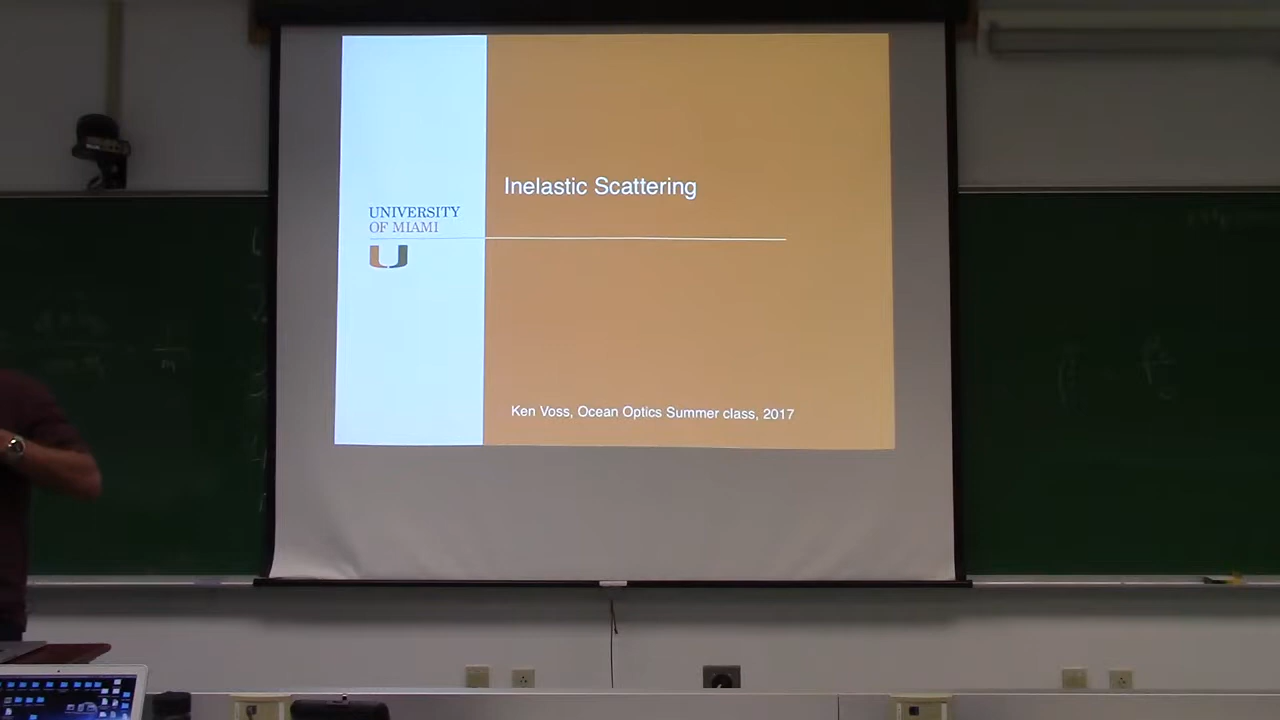 Inelastic Scattering
UNIVERSITY
OF MIAMI
Ken Voss, Ocean Optics Summer class, 2017